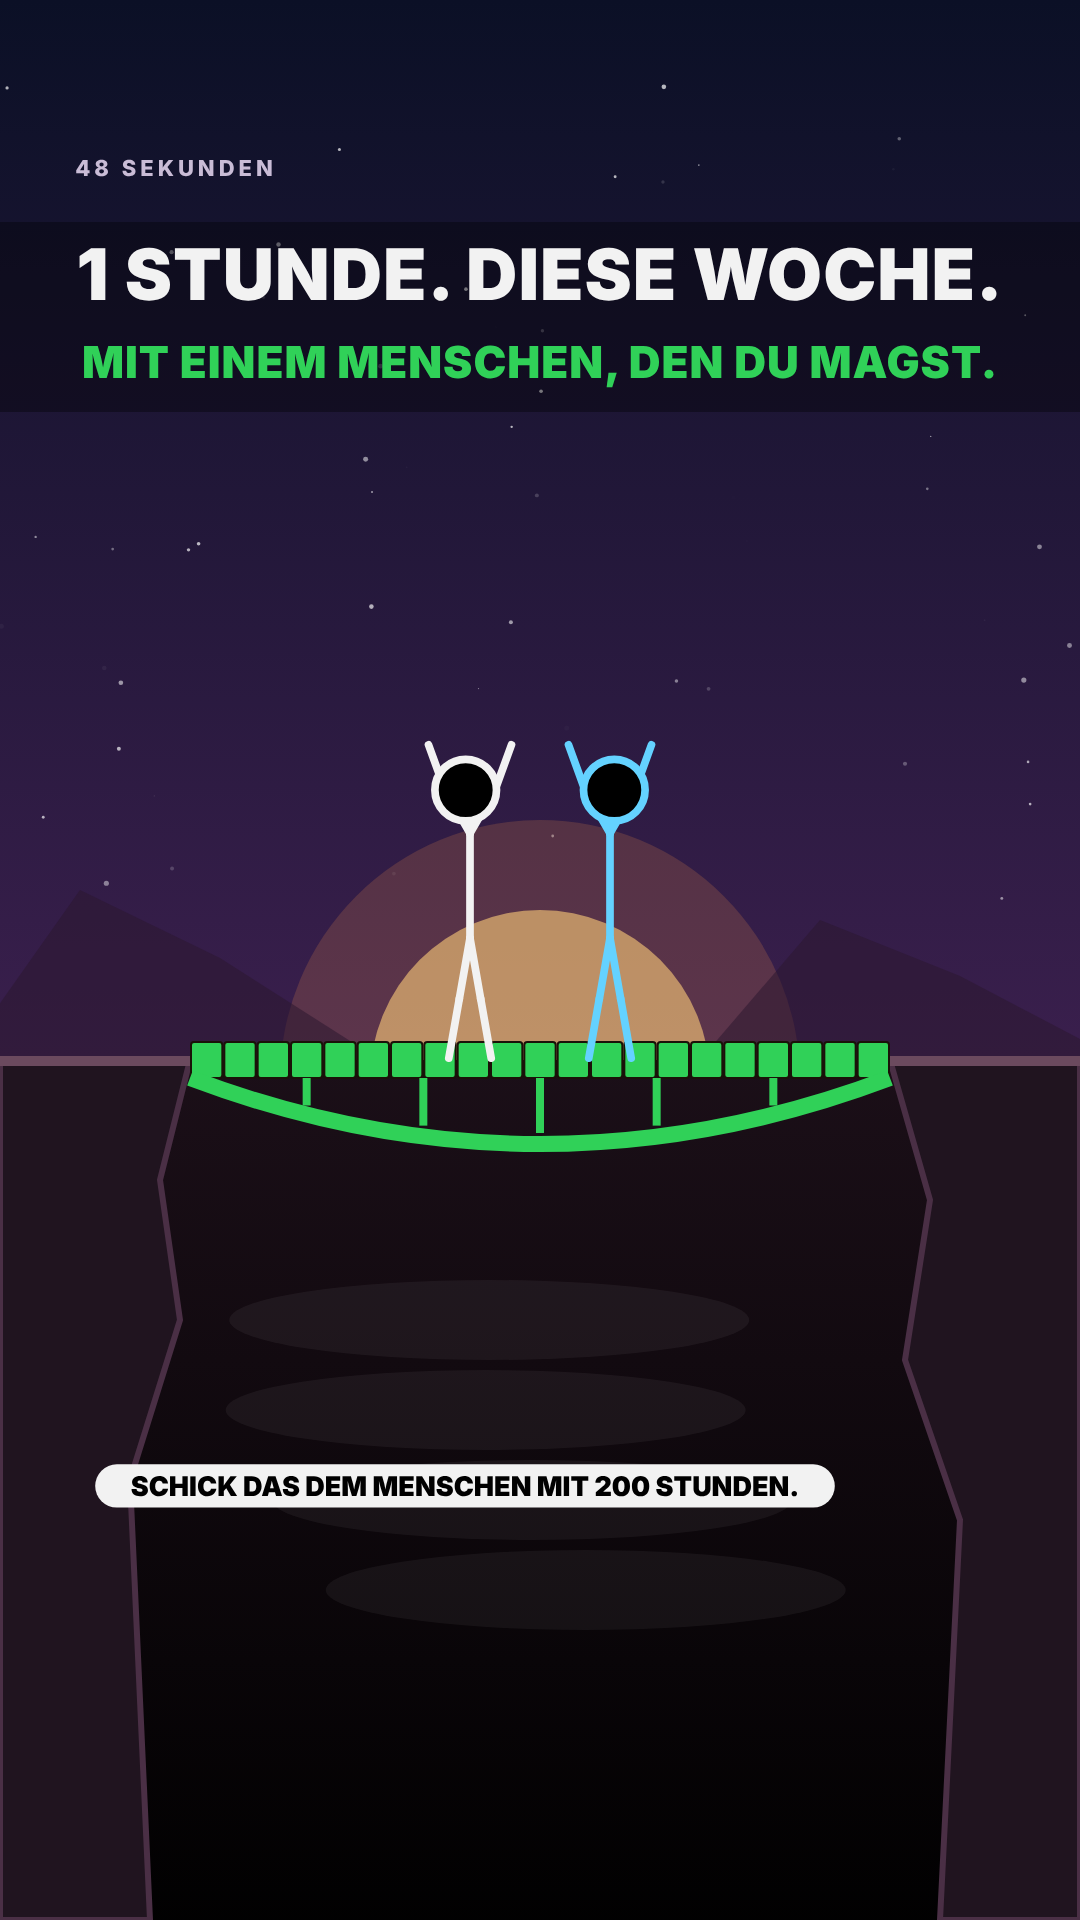 48 SEKUNDEN
1 STUNDE. DIESE WOCHE.
MIT EINEM MENSCHEN, DEN DU MAGST.
SCHICK DAS DEM MENSCHEN MIT 200 STUNDEN.